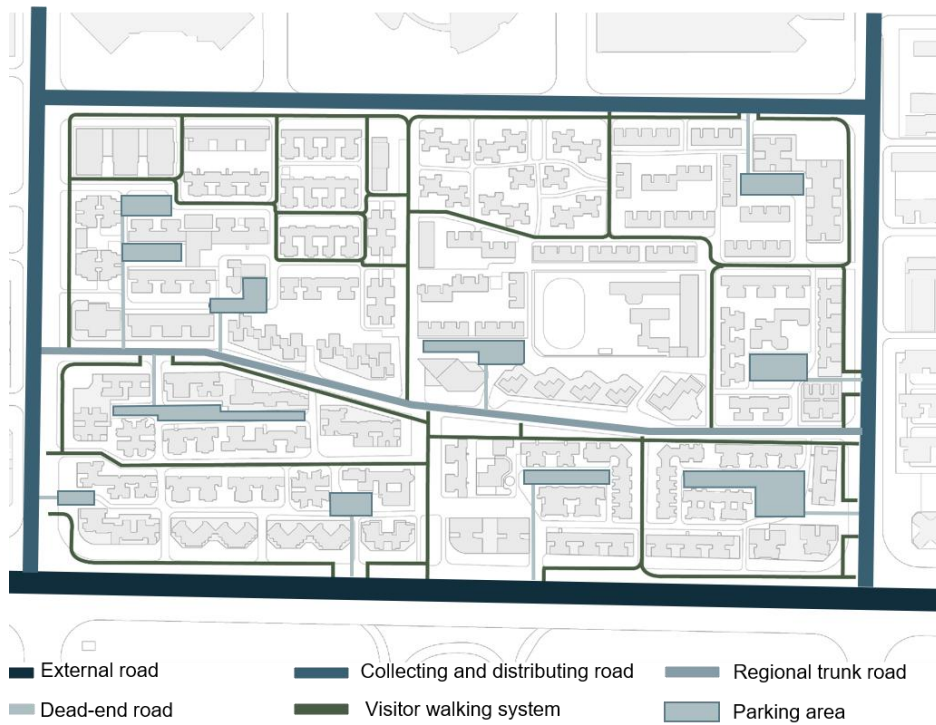 External road
Collecting and distributing road
Regional trunk road
Dead-end road
Visitor walking system
Parking area